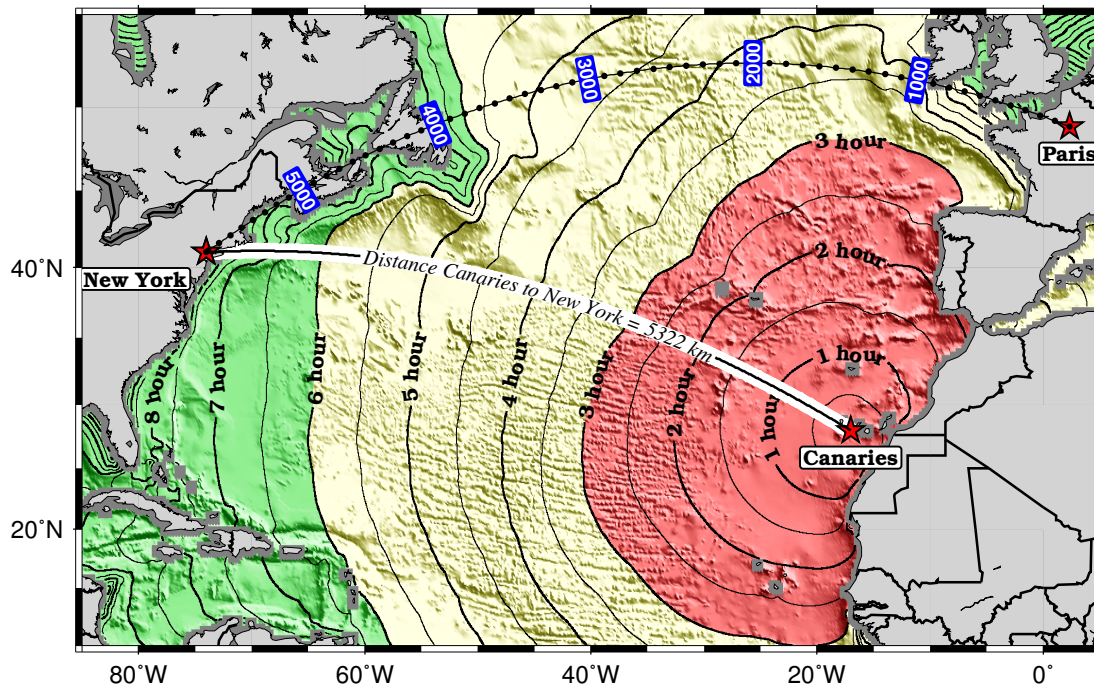 2000
3000
1000
4000
Paris
3 hour
5000
2 hour
40°N
New York
Distance Canaries to New York = 5322 km
8 hour
7 hour
6 hour
5 hour
4 hour
3 hour
2 hour
1 hour
1 hour
Canaries
20°N
80°W
60°W
40°W
20°W
0°